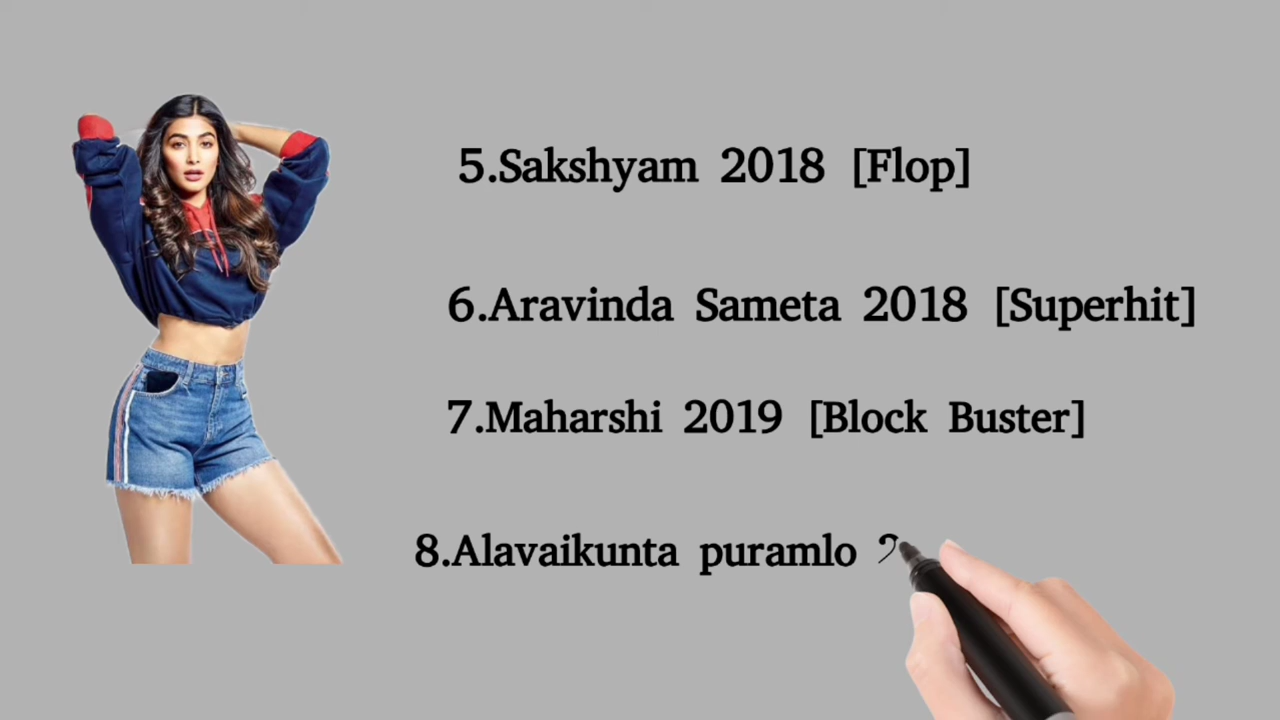 5.Sakshyam 2018 [Flop]
6.Aravinda Sameta 2018 [Superhit]
7.Maharshi 2019 [Block Buster]
8.Alavaikunta puramlo